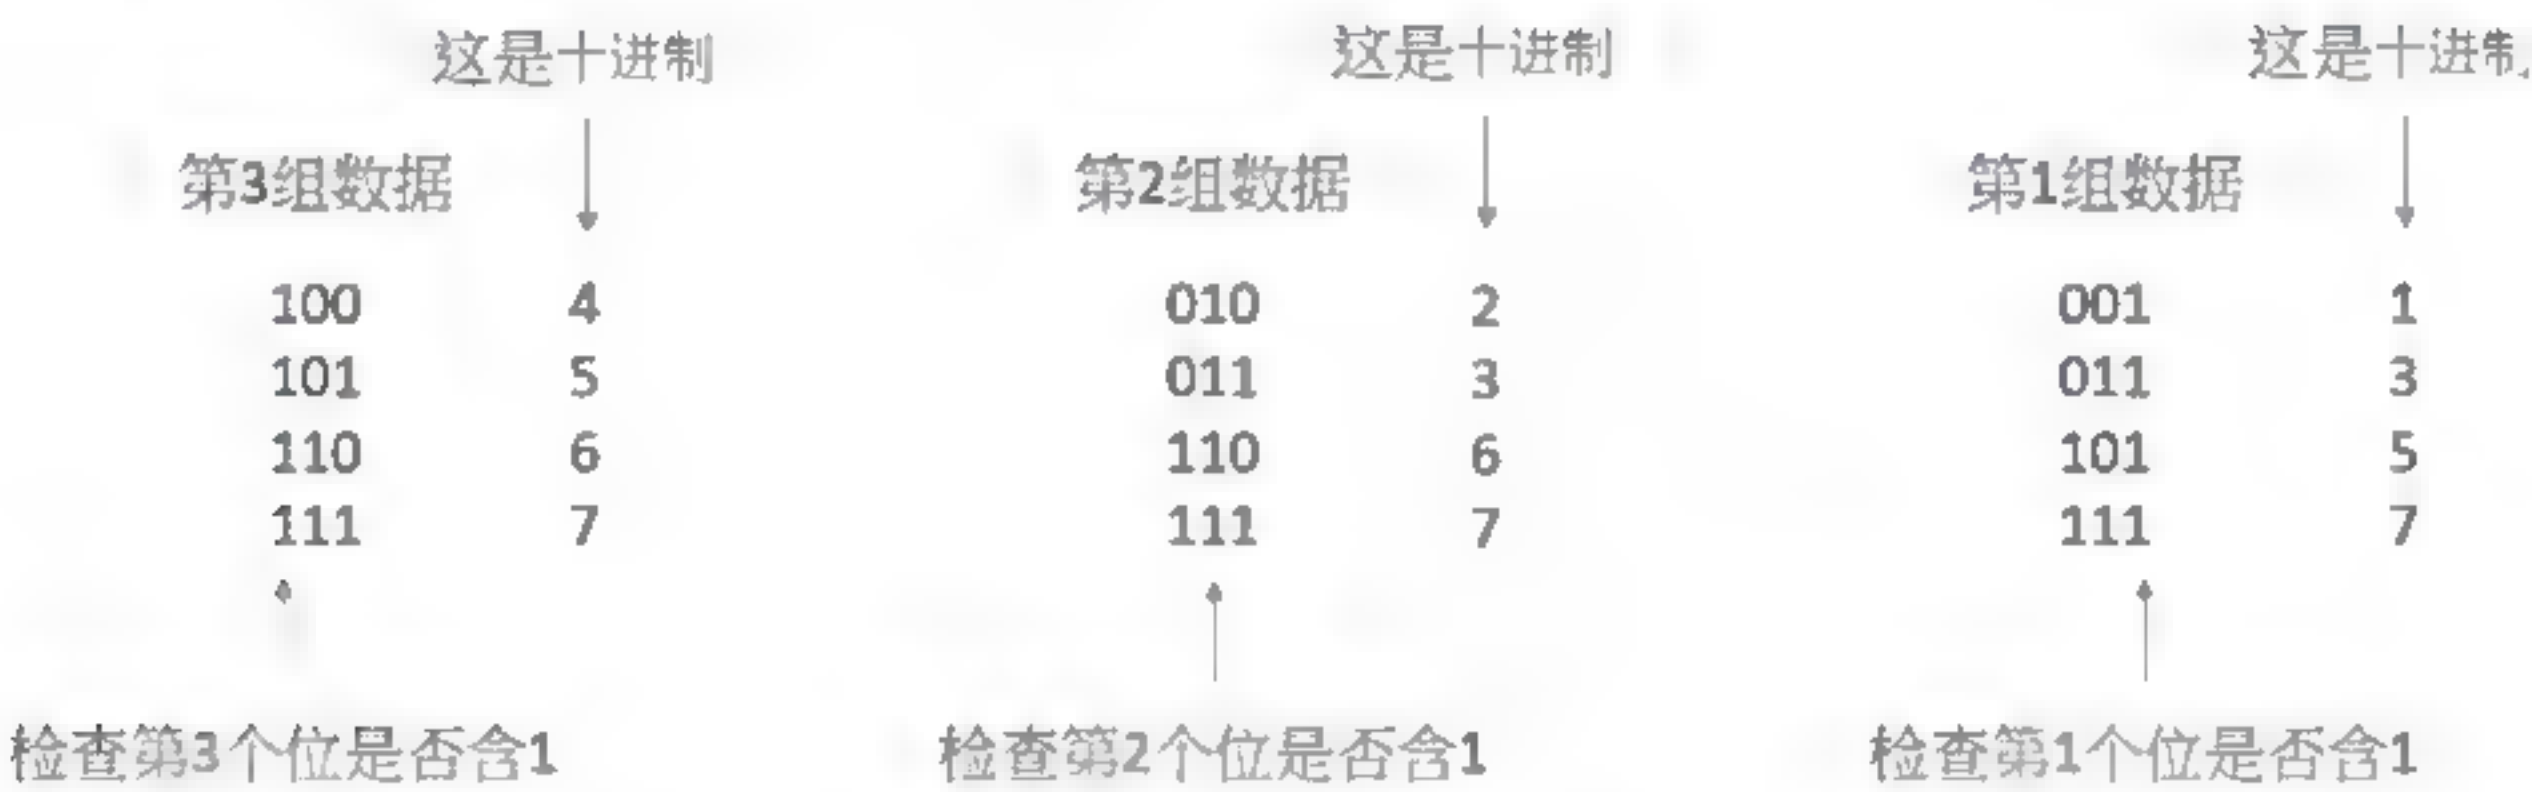 这是十进制 这是十进制 这是十进制
第3组数据 第2组数据 第1组数据
100 4 010 2 001 1
101 5 011 3 011 3
110 6 110 6 101 5
111 7 111 7 111 7
检查第3个位是否含1 检查第2个位是否含1 检查第1个位是否含1